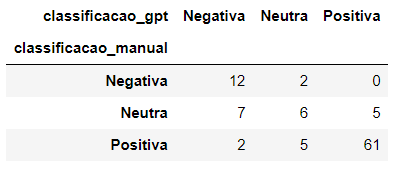 classificacao_gpt Negativa Neutra Positiva
classificacao_manual
Negativa 12 2 0
Neutra 7 6 5
Positiva 2 5 61